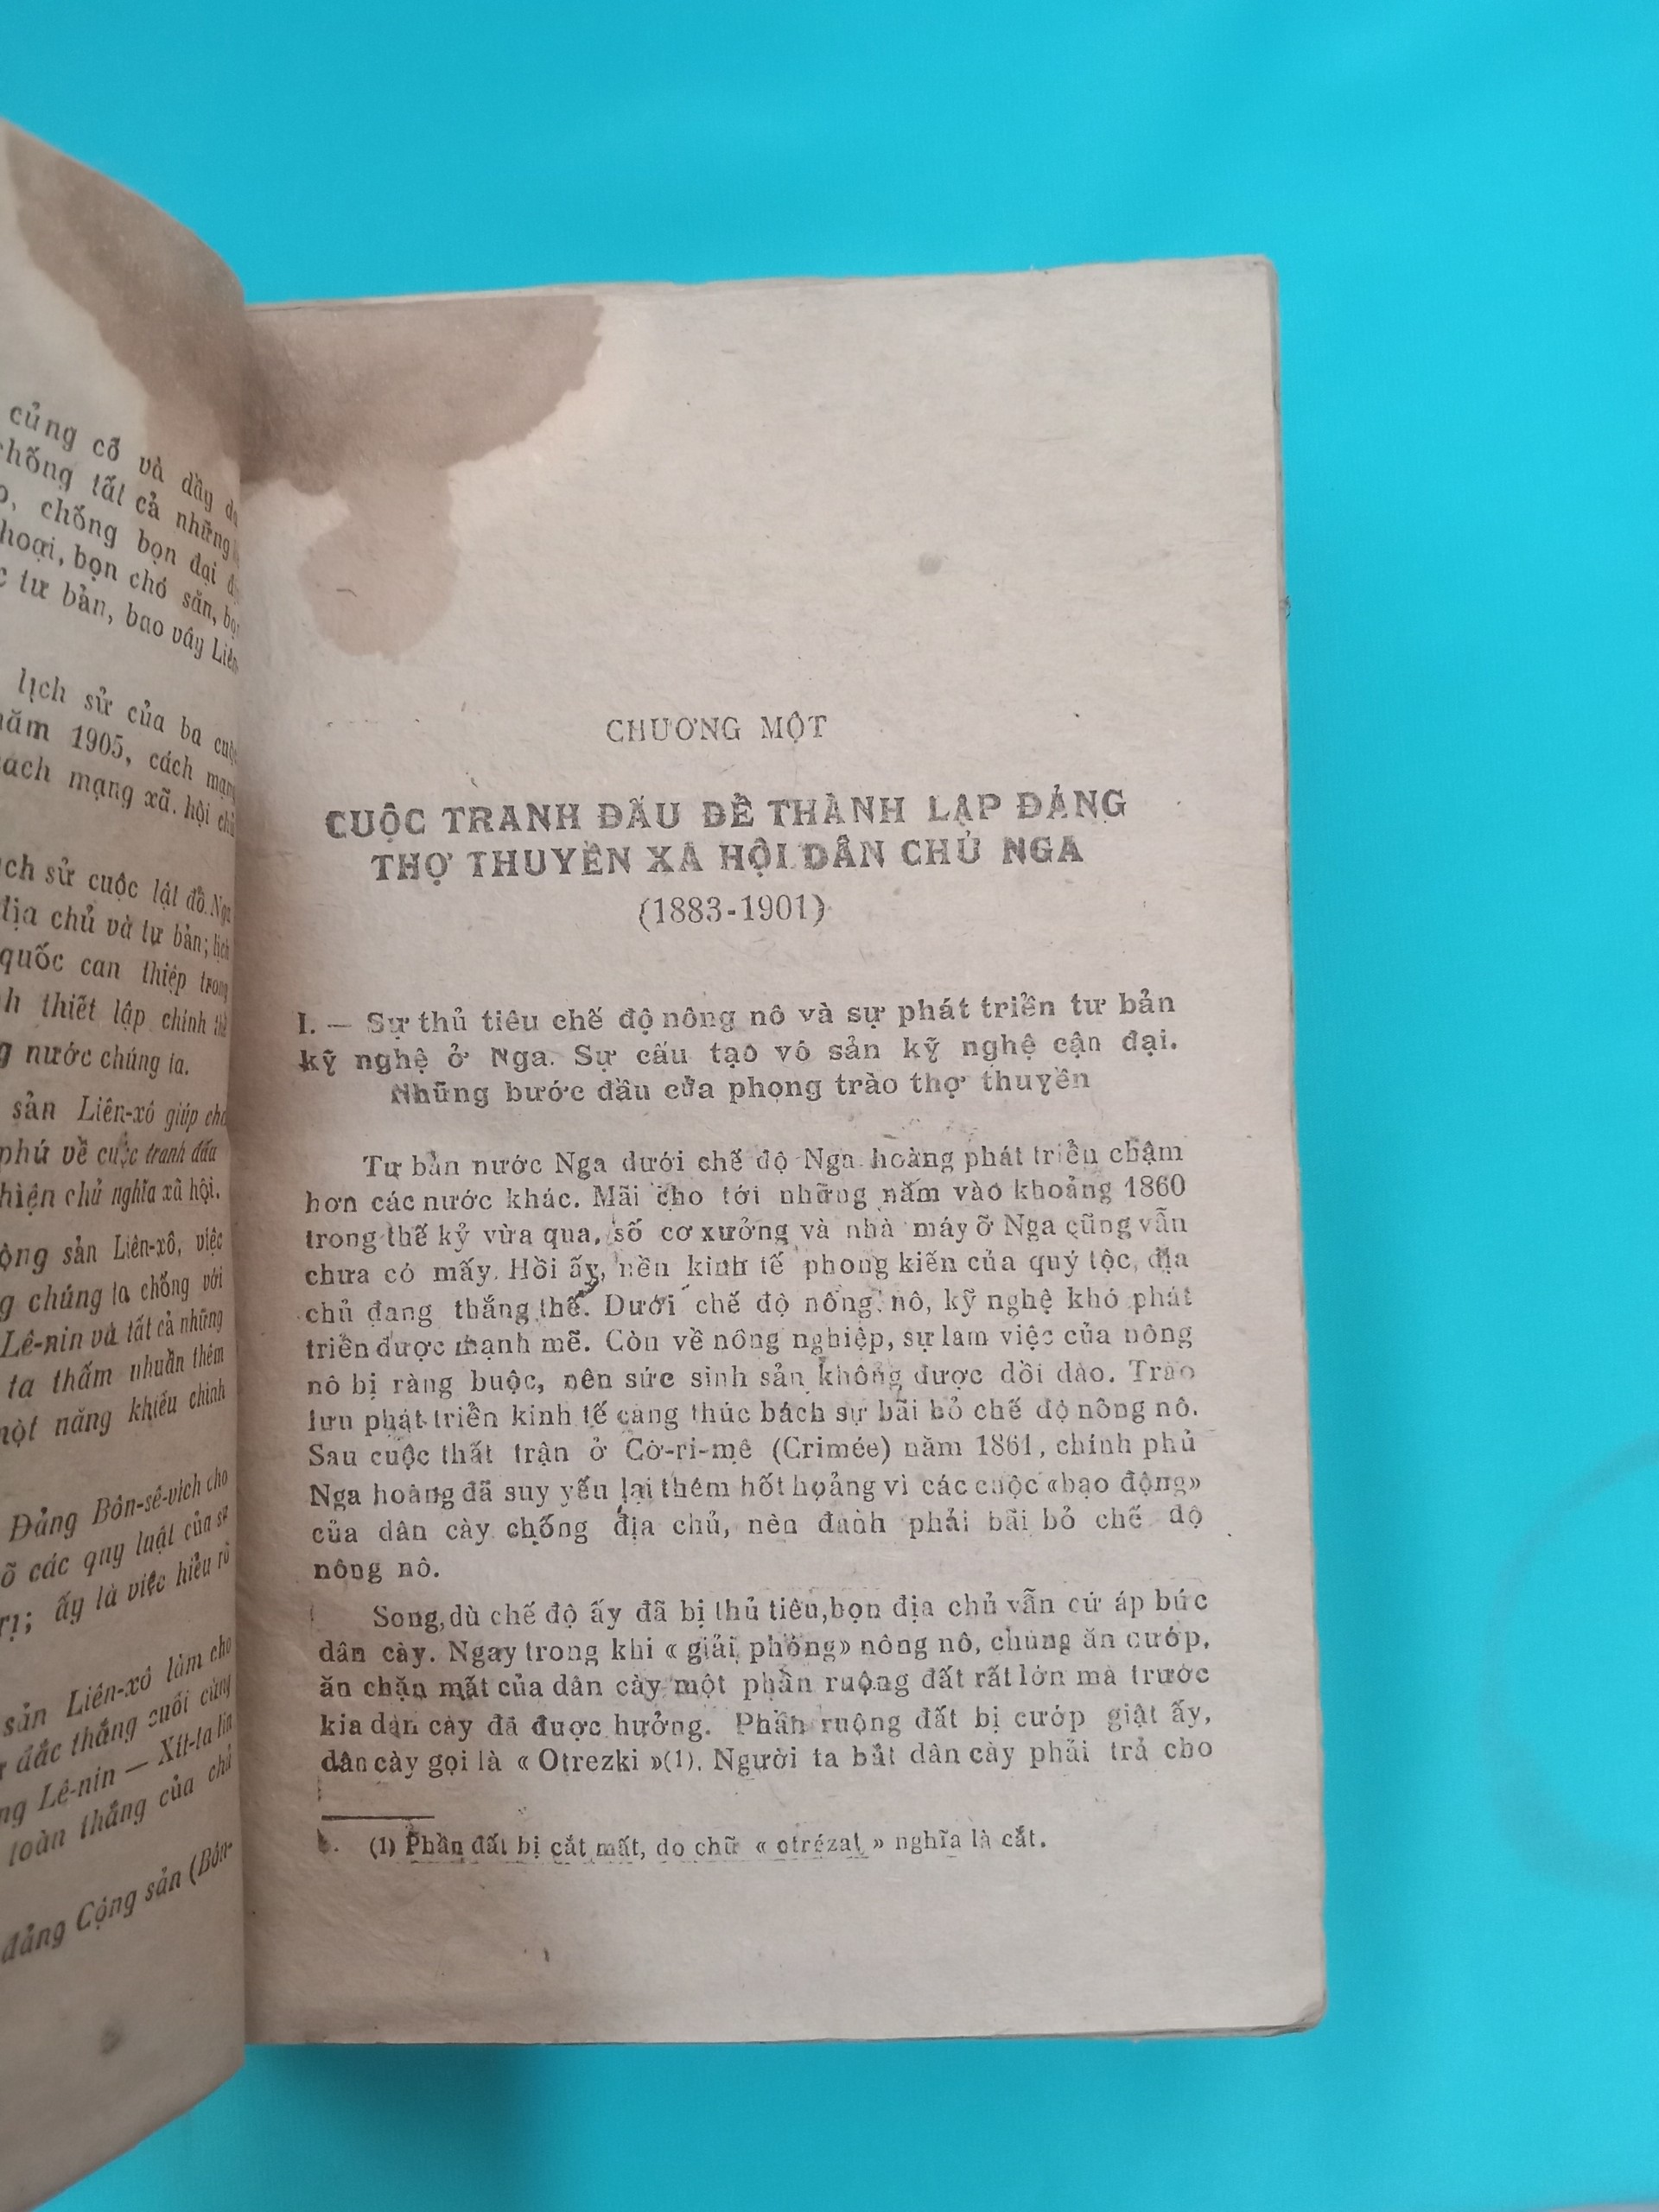 củng cố và đầy
chống tất cả những
chống bọn đại
hoại, bọn chó săn,
tư bản, bao vây
lịch sử của ba cuộc
năm 1905, cách mạng
cách mạng xã. hội
sử cuộc lật đồ. Nga
địa chủ và tư bản; lịch
quốc can thiệp trong
thiết lập chính thể
nước chúng ta.
sản Liên-xô giúp cho
phú về cuộc tranh đấu
hiện chủ nghĩa xã hội.
sản Liên-xô, việc
chúng ta chống với
Lê-nin và tất cả những
ta thấm nhuần thêm
một năng khiếu chính
Đảng Bôn-sê-vich cho
các quy luật của sự
ấy là việc hiểu rõ
sản Liên-xô làm cho
đắc thắng cuối cùng
Lê-nin — Xít-ta-lin
toàn thắng của chủ
đảng Cộng sản (Bôn-
CHƯƠNG MỘT
CUỘC TRANH ĐẤU ĐỂ THÀNH LẬP ĐẢNG
THỢ THUYỀN XÃ HỘI DÂN CHỦ NGA
(1883-1901)
I. — Sự thủ tiêu chế độ nông nô và sự phát triển tư bản
kỹ nghệ ở Nga. Sự cấu tạo vô sản kỹ nghệ cận đại.
Những bước đầu của phong trào thợ thuyền
Tư bản nước Nga dưới chế độ Nga hoàng phát triển chậm
hơn các nước khác. Mãi cho tới những năm vào khoảng 1860
trong thế kỷ vừa qua, số cơ xưởng và nhà máy ở Nga cũng vẫn
chưa có mấy. Hồi ấy, nền kinh tế phong kiến của quý tộc, địa
chủ đang thắng thế. Dưới chế độ nông nô, kỹ nghệ khó phát
triển được mạnh mẽ. Còn về nông nghiệp, sự làm việc của nông
nô bị ràng buộc, nên sức sinh sản không được dồi dào. Trào
lưu phát triển kinh tế càng thúc bách sự bãi bỏ chế độ nông nô.
Sau cuộc thất trận ở Cờ-ri-mê (Crimée) năm 1861, chính phủ
Nga hoàng đã suy yếu lại thêm hốt hoảng vì các cuộc «bạo động»
của dân cày chống địa chủ, nên đành phải bãi bỏ chế độ
nông nô.
Song, dù chế độ ấy đã bị thủ tiêu, bọn địa chủ vẫn cứ áp bức
dân cày. Ngay trong khi « giải phóng» nông nô, chúng ăn cướp,
ăn chặn mất của dân cày một phần ruộng đất rất lớn mà trước
kia dân cày đã được hưởng. Phần ruộng đất bị cướp giật ấy,
dân cày gọi là « Otrezki »(1). Người ta bắt dân cày phải trả cho
(1) Phần đất bị cắt mất, do chữ « otrézat » nghĩa là cắt.